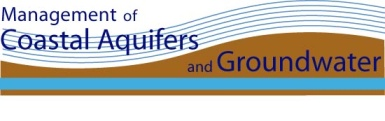 Management of
Coastal Aquifers
and Groundwater